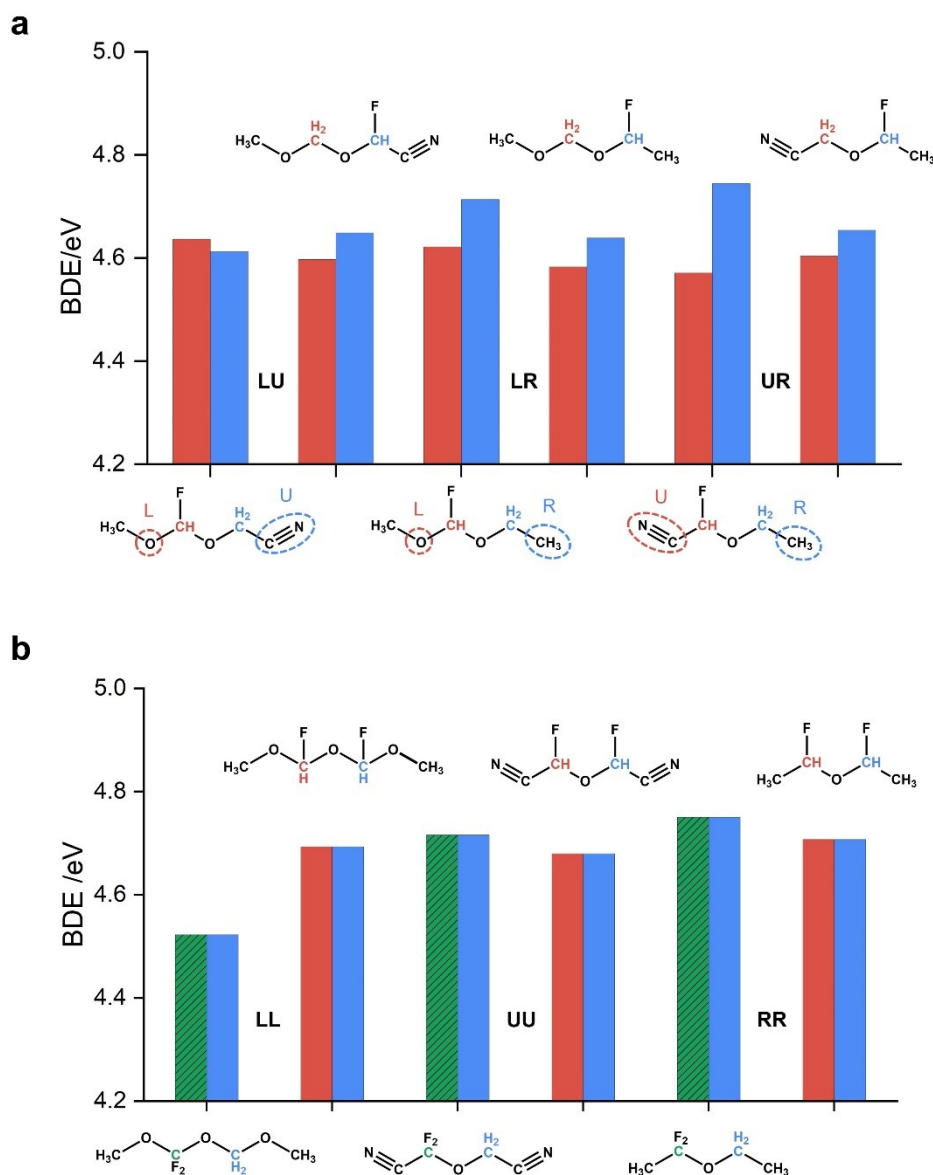 a
5.0
4.8
4.6
4.4
4.2
BDE/eV
H₃C O H₂ C O F CH C N
H₃C O H₂ C O F CH CH₃
N C H₂ C O F CH CH₃
LU
LR
UR
L U
H₃C O F CH O H₂ C C N
L R
H₃C O F CH O H₂ C CH₃
U R
N C F CH O H₂ C CH₃
b
5.0
4.8
4.6
4.4
4.2
BDE /eV
H₃C O F C H O F C H O CH₃
N C F CH O F CH C N
H₃C F CH O F CH CH₃
LL
UU
RR
H₃C O C F₂ O C H₂ O CH₃
N C F₂ C O H₂ C C N
H₃C F₂ C O H₂ C CH₃